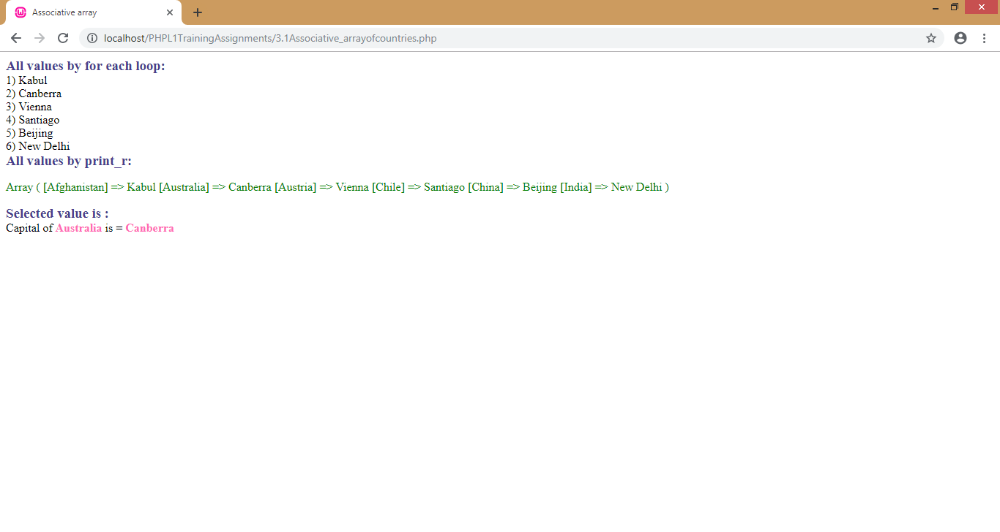 Associative array
localhost/PHPL1TrainingAssignments/3.1Associative_arrayofcountries.php
All values by for each loop:
1) Kabul
2) Canberra
3) Vienna
4) Santiago
5) Beijing
6) New Delhi
All values by print_r:
Array ( [Afghanistan] => Kabul [Australia] => Canberra [Austria] => Vienna [Chile] => Santiago [China] => Beijing [India] => New Delhi )
Selected value is :
Capital of Australia is = Canberra